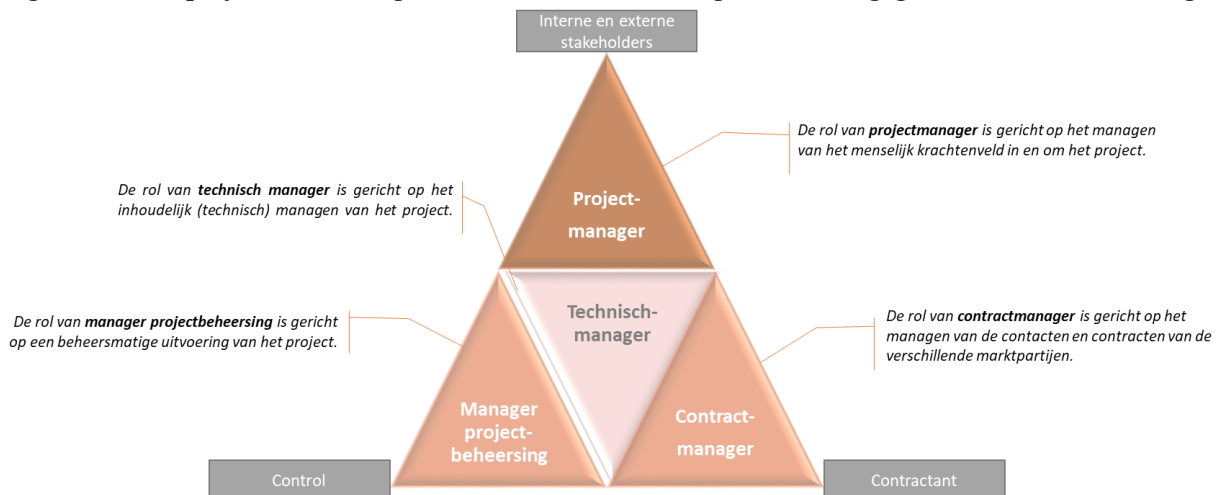 Interne en externe
stakeholders
De rol van projectmanager is gericht op het managen
van het menselijk krachtenveld in en om het project.
De rol van technisch manager is gericht op het
inhoudelijk (technisch) managen van het project.
Project-
manager
De rol van manager projectbeheersing is gericht
op een beheersmatige uitvoering van het project.
Technisch-
manager
De rol van contractmanager is gericht op het
managen van de contacten en contracten van de
verschillende marktpartijen.
Manager
project-
beheersing
Contract-
manager
Control
Contractant